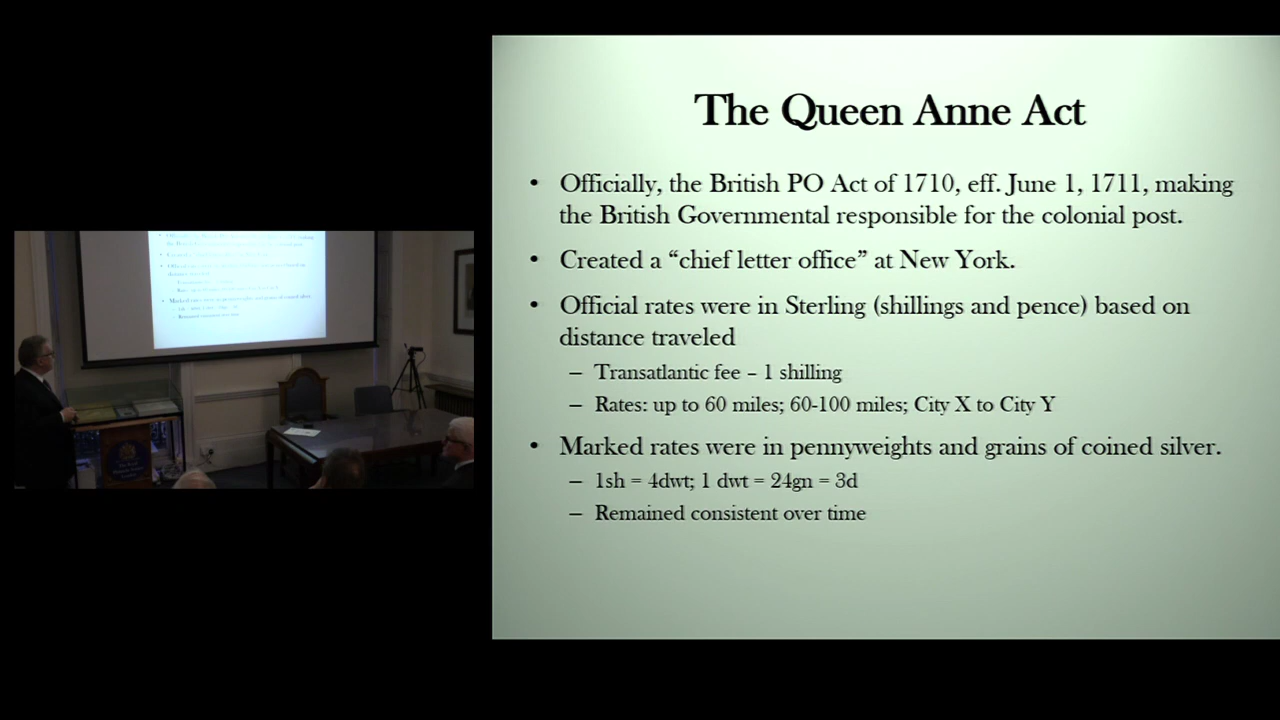 The Queen Anne Act
• Officially, the British PO Act of 1710, eff. June 1, 1711, making
the British Governmental responsible for the colonial post.
• Created a “chief letter office” at New York.
• Official rates were in Sterling (shillings and pence) based on
distance traveled
– Transatlantic fee – 1 shilling
– Rates: up to 60 miles; 60-100 miles; City X to City Y
• Marked rates were in pennyweights and grains of coined silver.
– 1sh = 4dwt; 1 dwt = 24gn = 3d
– Remained consistent over time